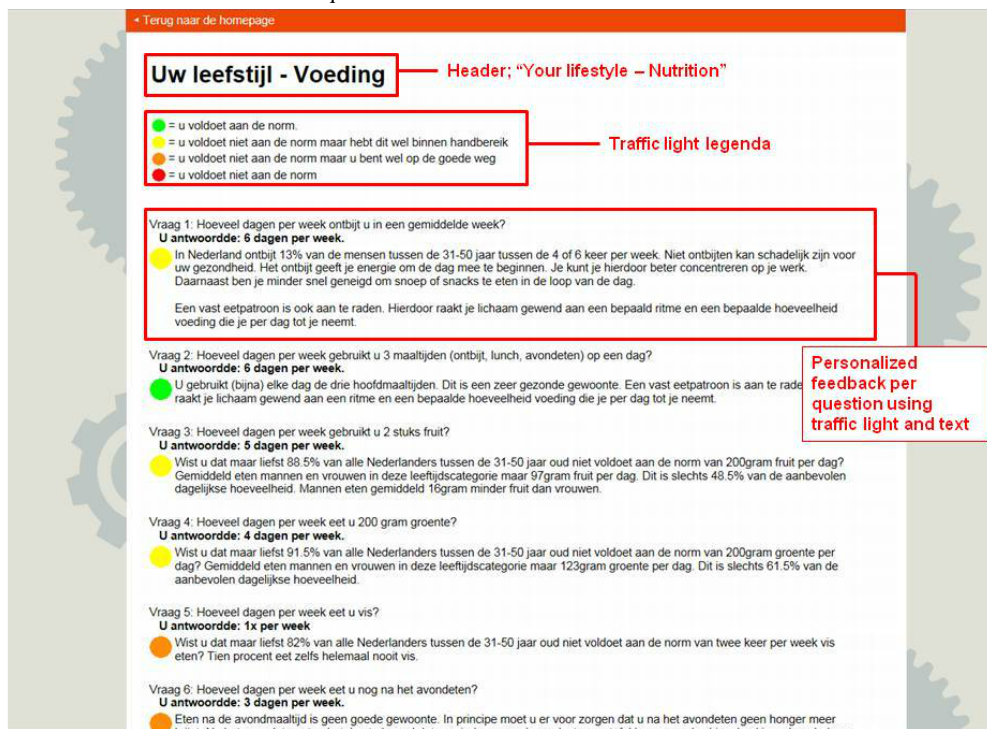 ◂ Terug naar de homepage
Uw leefstijl - Voeding
Header; “Your lifestyle – Nutrition”
= u voldoet aan de norm.
= u voldoet niet aan de norm maar hebt dit wel binnen handbereik
= u voldoet niet aan de norm maar u bent wel op de goede weg
= u voldoet niet aan de norm
Traffic light legenda
Vraag 1: Hoeveel dagen per week ontbijt u in een gemiddelde week?
U antwoordde: 6 dagen per week.
In Nederland ontbijt 13% van de mensen tussen de 31-50 jaar tussen de 4 of 6 keer per week. Niet ontbijten kan schadelijk zijn voor
uw gezondheid. Het ontbijt geeft je energie om de dag mee te beginnen. Je kunt je hierdoor beter concentreren op je werk.
Daarnaast ben je minder snel geneigd om snoep of snacks te eten in de loop van de dag.
Een vast eetpatroon is ook aan te raden. Hierdoor raakt je lichaam gewend aan een bepaald ritme en een bepaalde hoeveelheid
voeding die je per dag tot je neemt.
Personalized
feedback per
question using
traffic light and text
Vraag 2: Hoeveel dagen per week gebruikt u 3 maaltijden (ontbijt, lunch, avondeten) op een dag?
U antwoordde: 6 dagen per week.
U gebruikt (bijna) elke dag de drie hoofdmaaltijden. Dit is een zeer gezonde gewoonte. Een vast eetpatroon is aan te rade
raakt je lichaam gewend aan een ritme en een bepaalde hoeveelheid voeding die je per dag tot je neemt.
Vraag 3: Hoeveel dagen per week gebruikt u 2 stuks fruit?
U antwoordde: 5 dagen per week.
Wist u dat maar liefst 88.5% van alle Nederlanders tussen de 31-50 jaar oud niet voldoet aan de norm van 200gram fruit per dag?
Gemiddeld eten mannen en vrouwen in deze leeftijdscategorie maar 97gram fruit per dag. Dit is slechts 48.5% van de aanbevolen
dagelijkse hoeveelheid. Mannen eten gemiddeld 16gram minder fruit dan vrouwen.
Vraag 4: Hoeveel dagen per week eet u 200 gram groente?
U antwoordde: 4 dagen per week.
Wist u dat maar liefst 91.5% van alle Nederlanders tussen de 31-50 jaar oud niet voldoet aan de norm van 200gram groente per
dag? Gemiddeld eten mannen en vrouwen in deze leeftijdscategorie maar 123gram groente per dag. Dit is slechts 61.5% van de
aanbevolen dagelijkse hoeveelheid.
Vraag 5: Hoeveel dagen per week eet u vis?
U antwoordde: 1x per week
Wist u dat maar liefst 82% van alle Nederlanders tussen de 31-50 jaar oud niet voldoet aan de norm van twee keer per week vis
eten? Tien procent eet zelfs helemaal nooit vis.
Vraag 6: Hoeveel dagen per week eet u nog na het avondeten?
U antwoordde: 3 dagen per week.
Eten na de avondmaaltijd is geen goede gewoonte. In principe moet u er voor zorgen dat u na het avondeten geen honger meer